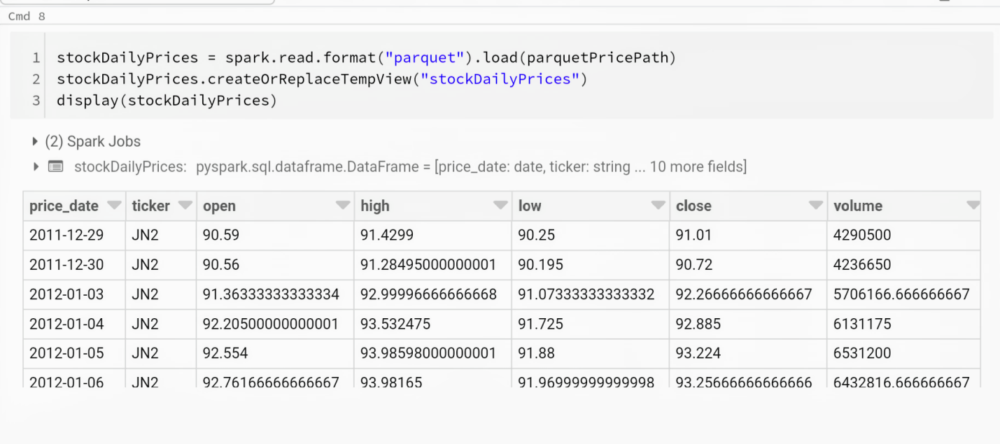 Cmd 8
1 stockDailyPrices = spark.read.format("parquet").load(parquetPricePath)
2 stockDailyPrices.createOrReplaceTempView("stockDailyPrices")
3 display(stockDailyPrices)
(2) Spark Jobs
stockDailyPrices: pyspark.sql.dataframe.DataFrame = [price_date: date, ticker: string ... 10 more fields]
price_date ticker open high low close volume
2011-12-29 JN2 90.59 91.4299 90.25 91.01 4290500
2011-12-30 JN2 90.56 91.28495000000001 90.195 90.72 4236650
2012-01-03 JN2 91.36333333333334 92.99996666666668 91.07333333333332 92.26666666666667 5706166.666666667
2012-01-04 JN2 92.20500000000001 93.532475 91.725 92.885 6131175
2012-01-05 JN2 92.554 93.98598000000001 91.88 93.224 6531200
2012-01-06 JN2 92.76166666666667 93.98165 91.96999999999998 93.25666666666666 6432816.666666667